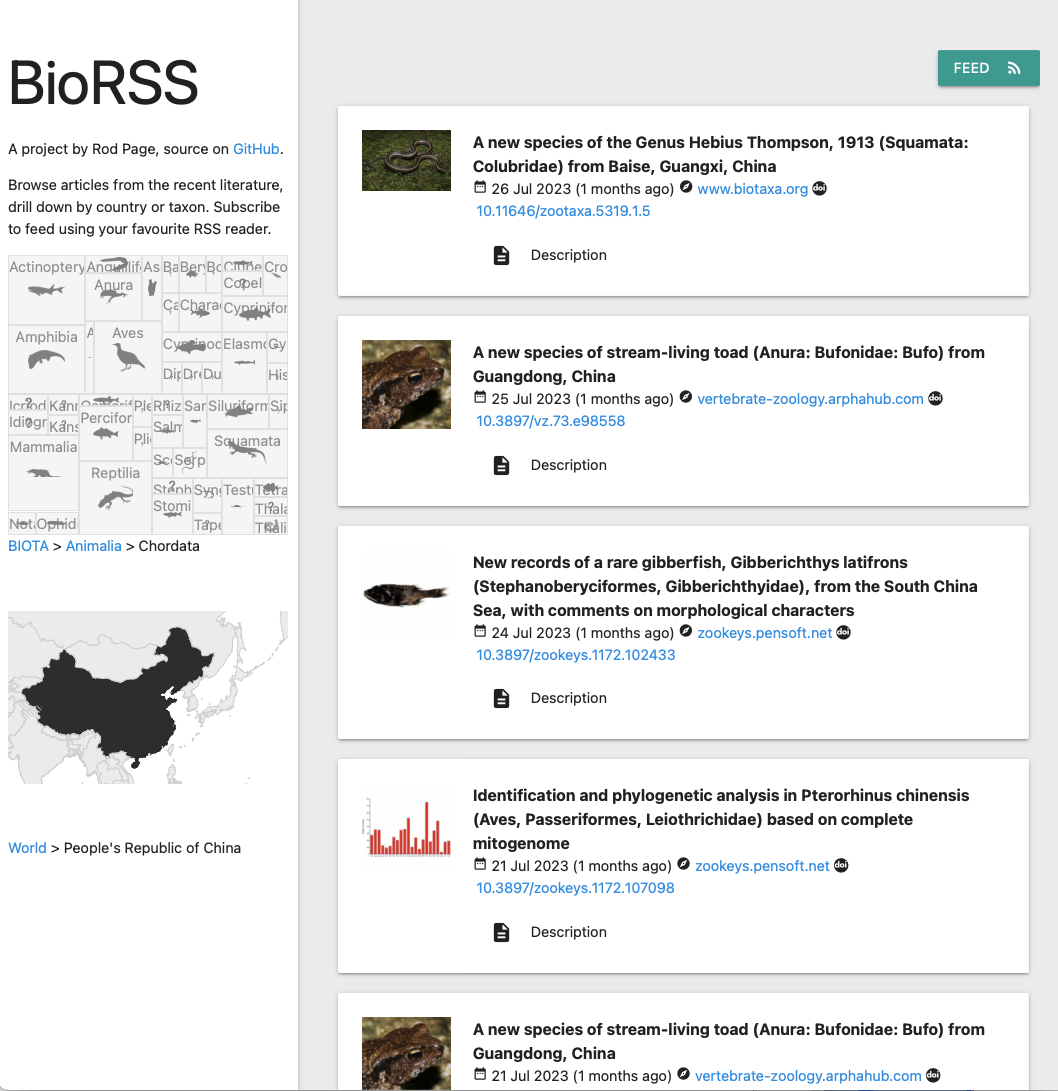 BioRSS
A project by Rod Page, source on GitHub.
Browse articles from the recent literature,
drill down by country or taxon. Subscribe
to feed using your favourite RSS reader.
Actinoptery
Anguillif
As
Ba
Bery
Bo
Cro
Anura
Copel
Ca
Chara
Cyprinifor
Amphibia
A
Aves
Elasmo
Gy
Dip
Dre
Du
His
Kan
Ple
Rhiz
Sar
Siluriform
Sip
Idiogr
Kans
Percifor
Salm
Plic
Squamata
Mammalia
Sco
Serp
Reptilia
Steph
Syng
Test
Tetra
Stomi
Thala
Nota
Ophid
Tape
Thali
BIOTA > Animalia > Chordata
World > People's Republic of China
FEED
A new species of the Genus Hebius Thompson, 1913 (Squamata:
Colubridae) from Baise, Guangxi, China
26 Jul 2023 (1 months ago) www.biotaxa.org doi
10.11646/zootaxa.5319.1.5
Description
A new species of stream-living toad (Anura: Bufonidae: Bufo) from
Guangdong, China
25 Jul 2023 (1 months ago) vertebrate-zoology.arphahub.com doi
10.3897/vz.73.e98558
Description
New records of a rare gibberfish, Gibberichthys latifrons
(Stephanoberyciformes, Gibberichthyidae), from the South China
Sea, with comments on morphological characters
24 Jul 2023 (1 months ago) zookeys.pensoft.net doi
10.3897/zookeys.1172.102433
Description
Identification and phylogenetic analysis in Pterorhinus chinensis
(Aves, Passeriformes, Leiothrichidae) based on complete
mitogenome
21 Jul 2023 (1 months ago) zookeys.pensoft.net doi
10.3897/zookeys.1172.107098
Description
A new species of stream-living toad (Anura: Bufonidae: Bufo) from
Guangdong, China
21 Jul 2023 (1 months ago) vertebrate-zoology.arphahub.com doi